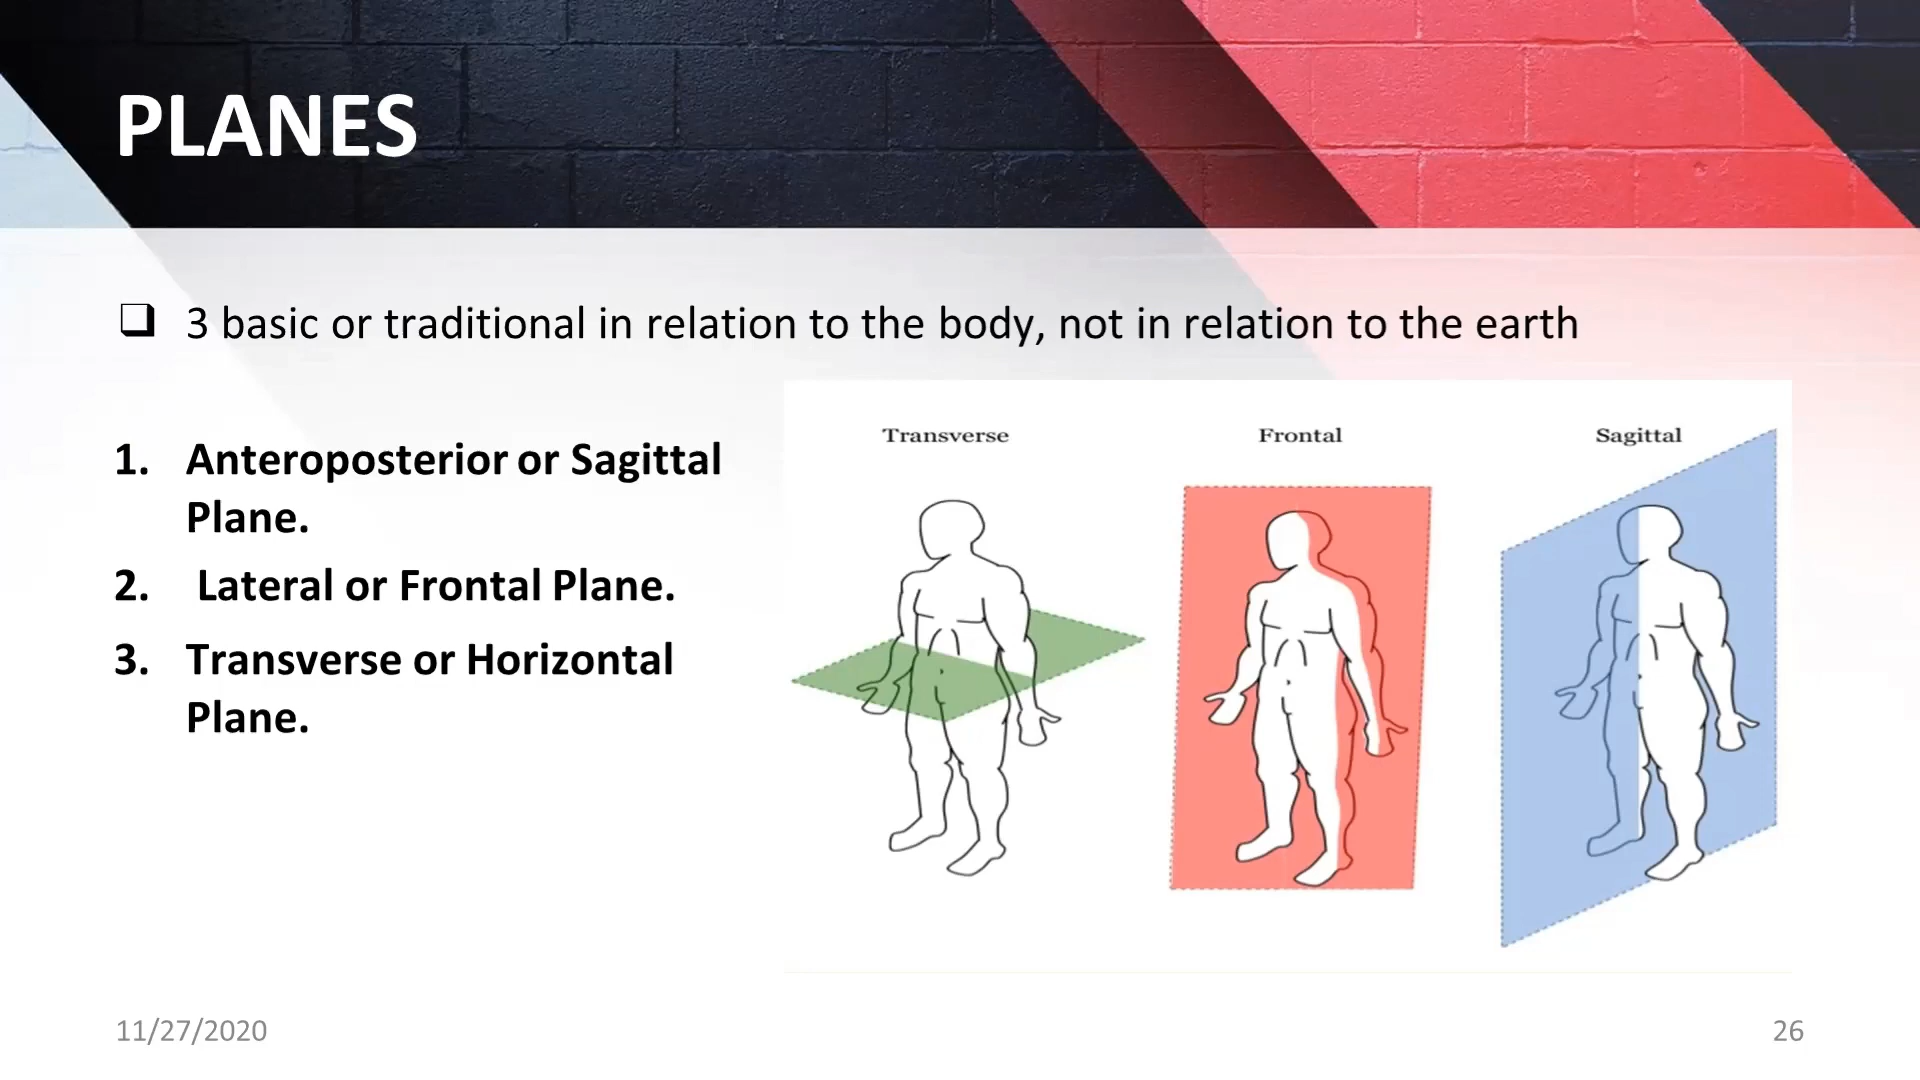 PLANES
❑ 3 basic or traditional in relation to the body, not in relation to the earth
1. Anteroposterior or Sagittal
Plane.
2. Lateral or Frontal Plane.
3. Transverse or Horizontal
Plane.
Transverse
Frontal
Sagittal
11/27/2020
26